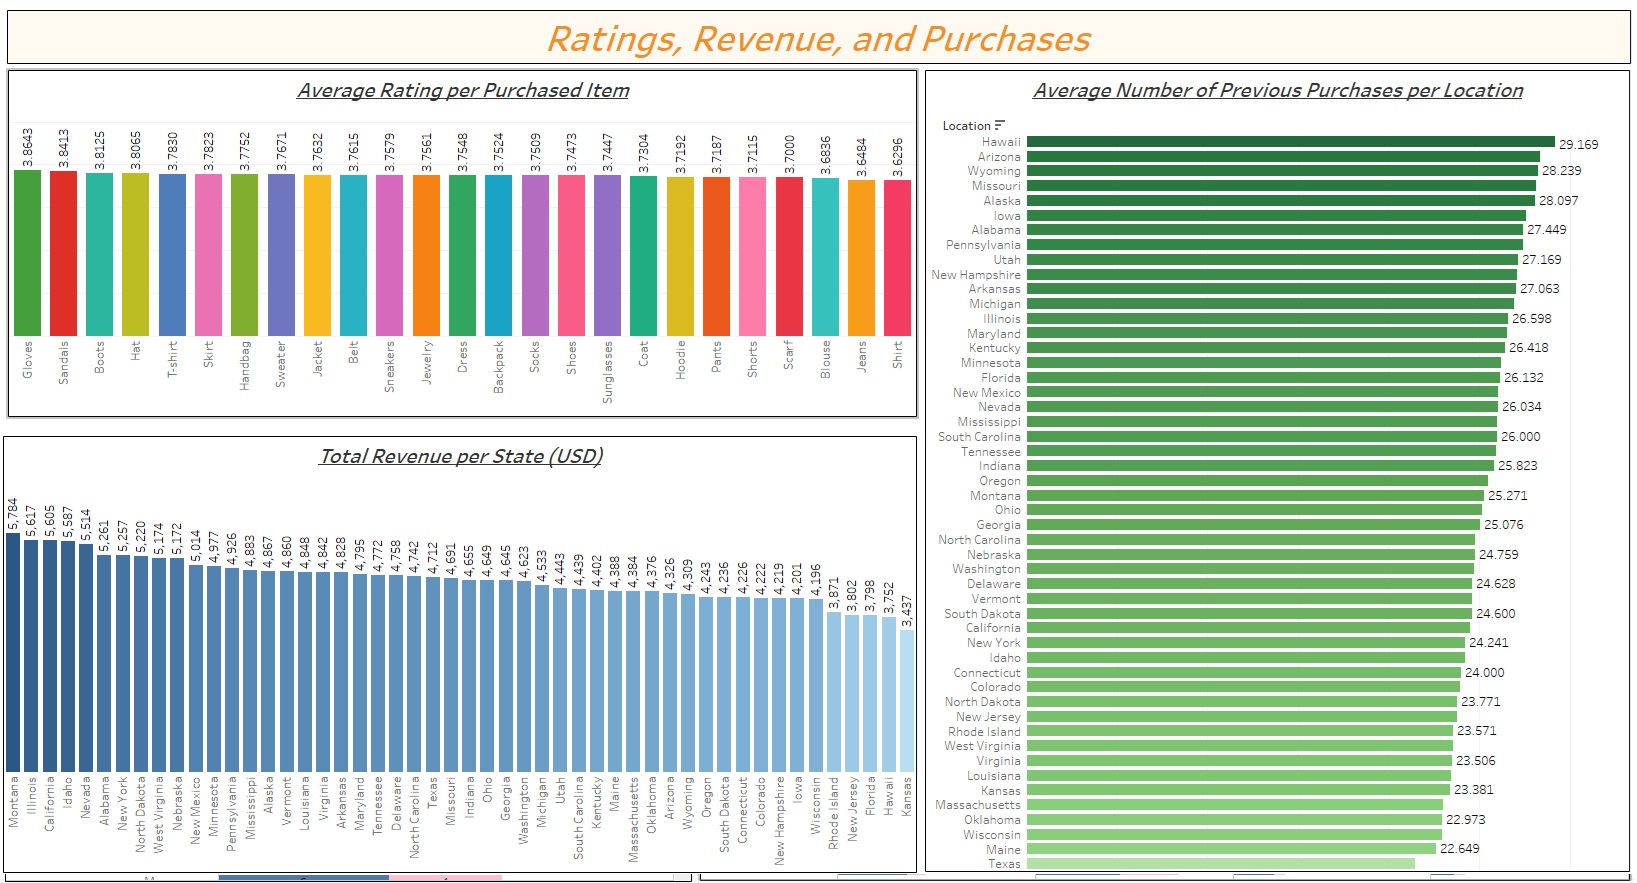 Ratings, Revenue, and Purchases
Average Rating per Purchased Item
3.8643 3.8413 3.8125 3.8065 3.7830 3.7823 3.7752 3.7671 3.7632 3.7615 3.7579 3.7561 3.7548 3.7524 3.7509 3.7473 3.7447 3.7304 3.7192 3.7187 3.7115 3.7000 3.6836 3.6484 3.6296
Gloves Sandals Boots Hat T-shirt Skirt Handbag Sweater Jacket Belt Sneakers Jewelry Dress Backpack Socks Shoes Sunglasses Coat Hoodie Pants Shorts Scarf Blouse Jeans Shirt
Total Revenue per State (USD)
5,784 5,617 5,605 5,587 5,514 5,261 5,257 5,220 5,174 5,172 5,014 4,977 4,926 4,883 4,867 4,860 4,848 4,842 4,828 4,795 4,772 4,758 4,742 4,712 4,691 4,655 4,649 4,645 4,623 4,533 4,443 4,439 4,402 4,388 4,384 4,376 4,326 4,309 4,243 4,236 4,226 4,222 4,219 4,201 4,196 3,871 3,802 3,798 3,752 3,437
Montana Illinois California Idaho Nevada Alabama New York North Dakota West Virginia Nebraska New Mexico Minnesota Pennsylvania Mississippi Alaska Vermont Louisiana Virginia Arkansas Maryland Tennessee Delaware North Carolina Texas Missouri Indiana Ohio Georgia Washington Michigan Utah South Carolina Kentucky Maine Massachusetts Oklahoma Arizona Wyoming Oregon South Dakota Connecticut Colorado New Hampshire Iowa Wisconsin Rhode Island New Jersey Florida Hawaii Kansas
Average Number of Previous Purchases per Location
Location
Hawaii 29.169
Arizona
Wyoming 28.239
Missouri
Alaska 28.097
Iowa
Alabama 27.449
Pennsylvania
Utah 27.169
New Hampshire
Arkansas 27.063
Michigan
Illinois 26.598
Maryland
Kentucky 26.418
Minnesota
Florida 26.132
New Mexico
Nevada 26.034
Mississippi
South Carolina 26.000
Tennessee
Indiana 25.823
Oregon
Montana 25.271
Ohio
Georgia 25.076
North Carolina
Nebraska 24.759
Washington
Delaware 24.628
Vermont
South Dakota 24.600
California
New York 24.241
Idaho
Connecticut 24.000
Colorado
North Dakota 23.771
New Jersey
Rhode Island 23.571
West Virginia
Virginia 23.506
Louisiana
Kansas 23.381
Massachusetts
Oklahoma 22.973
Wisconsin
Maine 22.649
Texas